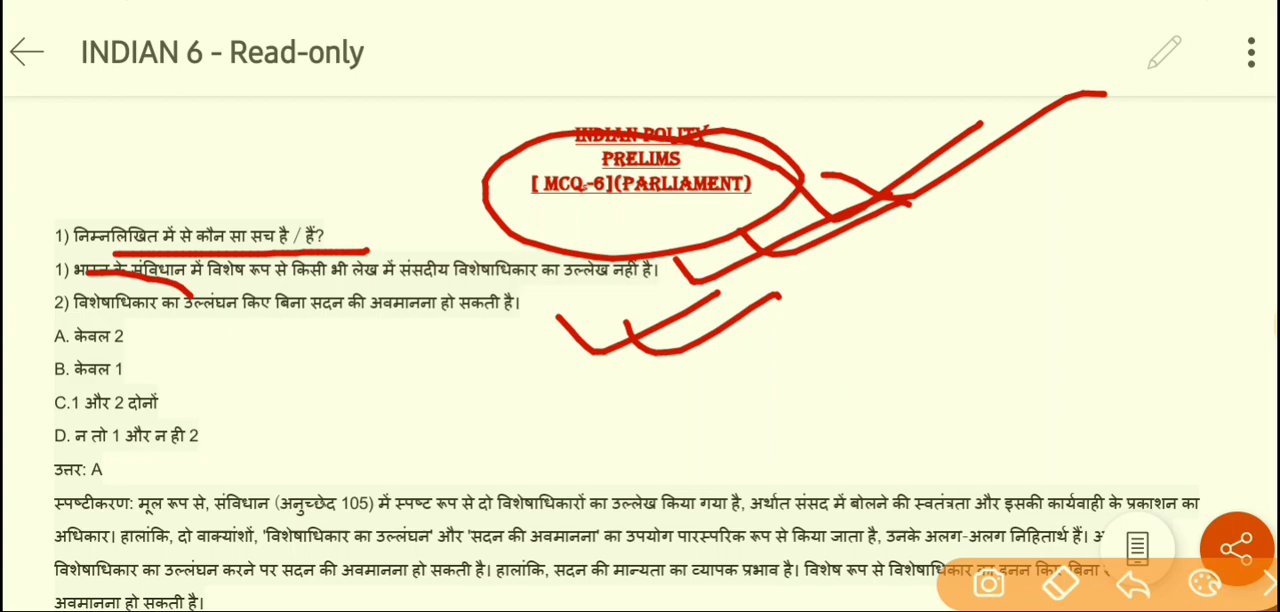 INDIAN 6 - Read-only
INDIAN POLITY
PRELIMS
[ MCQ-6](PARLIAMENT)
1) निम्नलिखित में से कौन सा सच है / हैं?
1) भारत के संविधान में विशेष रूप से किसी भी लेख में संसदीय विशेषाधिकार का उल्लेख नहीं है।
2) विशेषाधिकार का उल्लंघन किए बिना सदन की अवमानना हो सकती है।
A. केवल 2
B. केवल 1
C.1 और 2 दोनों
D. न तो 1 और न ही 2
उत्तर: A
स्पष्टीकरण: मूल रूप से, संविधान (अनुच्छेद 105) में स्पष्ट रूप से दो विशेषाधिकारों का उल्लेख किया गया है, अर्थात संसद में बोलने की स्वतंत्रता और इसकी कार्यवाही के प्रकाशन का
अधिकार। हालांकि, दो वाक्यांशों, 'विशेषाधिकार का उल्लंघन' और 'सदन की अवमानना' का उपयोग पारस्परिक रूप से किया जाता है, उनके अलग-अलग निहितार्थ हैं।
विशेषाधिकार का उल्लंघन करने पर सदन की अवमानना हो सकती है। हालांकि, सदन की मान्यता का व्यापक प्रभाव है। विशेष रूप से विशेषाधिकार का हनन किए बिना
अवमानना हो सकती है।